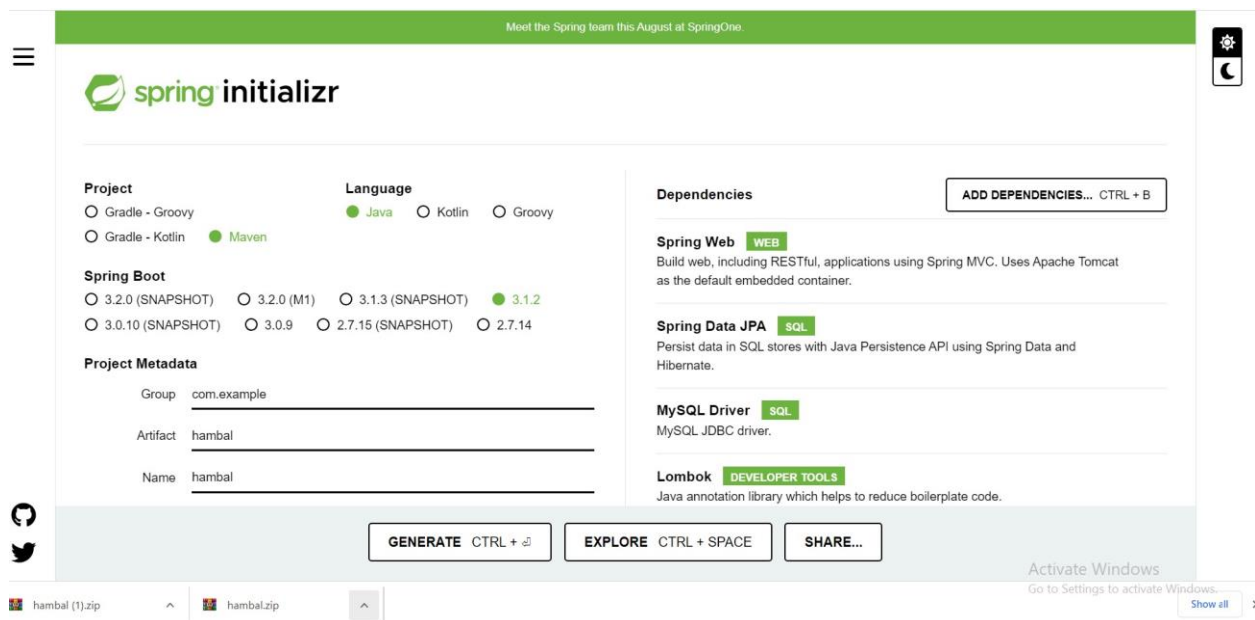 Meet the Spring team this August at SpringOne.
spring initializr
Project
Gradle - Groovy
Gradle - Kotlin Maven
Language
Java Kotlin Groovy
Spring Boot
3.2.0 (SNAPSHOT) 3.2.0 (M1) 3.1.3 (SNAPSHOT) 3.1.2
3.0.10 (SNAPSHOT) 3.0.9 2.7.15 (SNAPSHOT) 2.7.14
Project Metadata
Group com.example
Artifact hambal
Name hambal
Dependencies
ADD DEPENDENCIES... CTRL + B
Spring Web WEB
Build web, including RESTful, applications using Spring MVC. Uses Apache Tomcat
as the default embedded container.
Spring Data JPA SQL
Persist data in SQL stores with Java Persistence API using Spring Data and
Hibernate.
MySQL Driver SQL
MySQL JDBC driver.
Lombok DEVELOPER TOOLS
Java annotation library which helps to reduce boilerplate code.
GENERATE CTRL + ⏎
EXPLORE CTRL + SPACE
SHARE...
Activate Windows
Go to Settings to activate Windows.
hambal (1).zip
hambal.zip
Show all